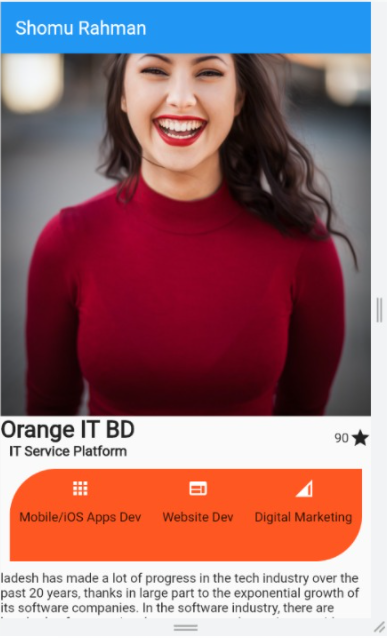 Shomu Rahman
Orange IT BD
IT Service Platform
90
Mobile/iOS Apps Dev Website Dev Digital Marketing
ladesh has made a lot of progress in the tech industry over the
past 20 years, thanks in large part to the exponential growth of
its software companies. In the software industry, there are